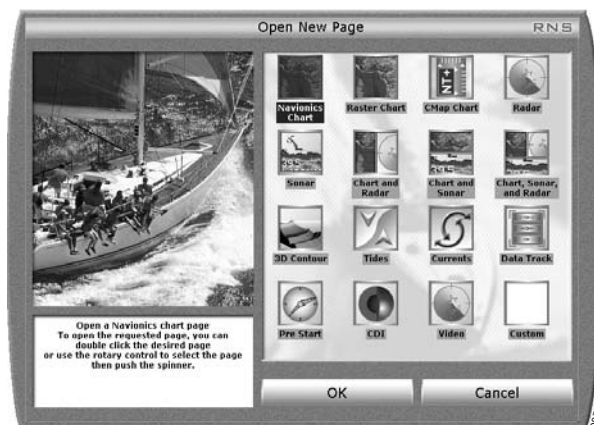 Open New Page
RNS
Navionics
Chart
Raster Chart
CMap Chart
Radar
Sonar
Chart and
Radar
Chart and
Sonar
Chart, Sonar,
and Radar
3D Contour
Tides
Currents
Data Track
Pre Start
CDI
Video
Custom
NT+
Open a Navionics chart page
To open the requested page, you can
double click the desired page
or use the rotary control to select the page
then push the spinner.
OK
Cancel